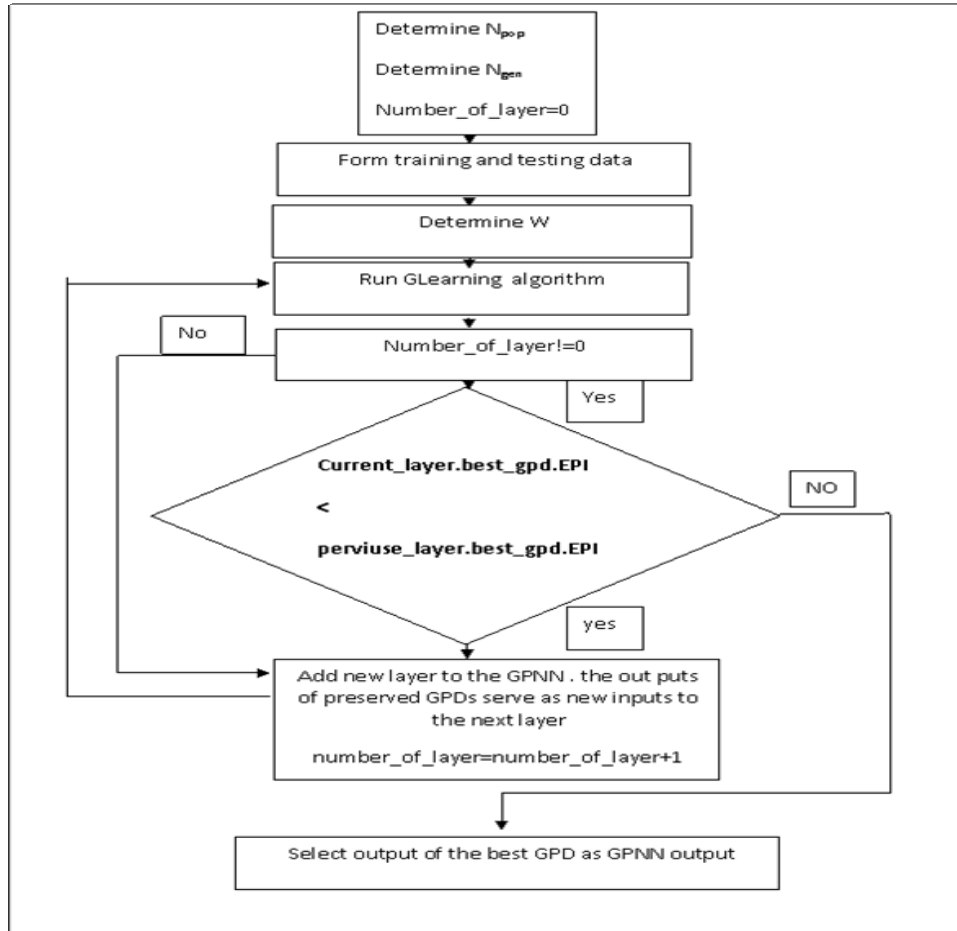 Determine Npop
Determine Ngen
Number_of_layer=0
Form training and testing data
Determine W
Run GLearning algorithm
No
Number_of_layer!=0
Yes
Current_layer.best_gpd.EPI
<
perviuse_layer.best_gpd.EPI
NO
yes
Add new layer to the GPNN . the out puts
of preserved GPDs serve as new inputs to
the next layer
number_of_layer=number_of_layer+1
Select output of the best GPD as GPNN output